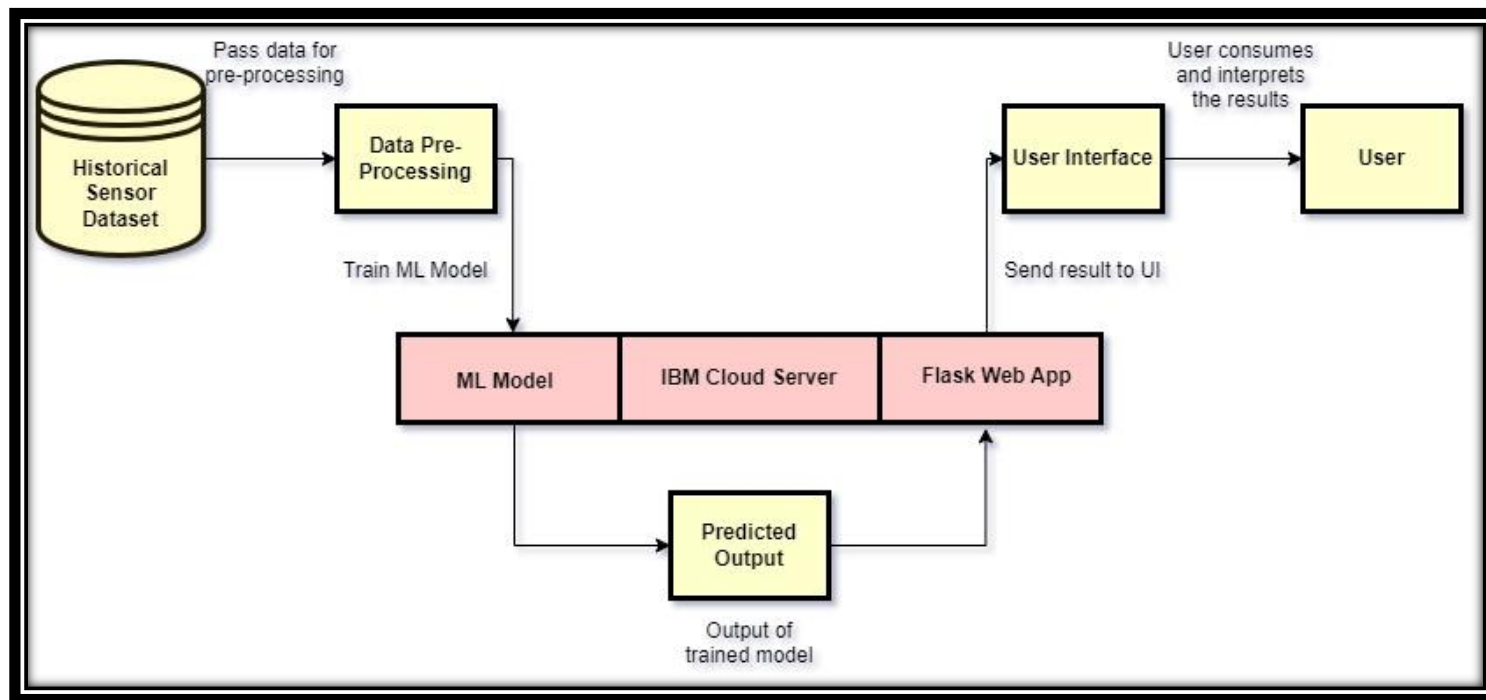 Pass data for
pre-processing
Historical
Sensor
Dataset
Data Pre-
Processing
Train ML Model
ML Model
IBM Cloud Server
Flask Web App
Predicted
Output
Output of
trained model
Send result to UI
User Interface
User consumes
and interprets
the results
User